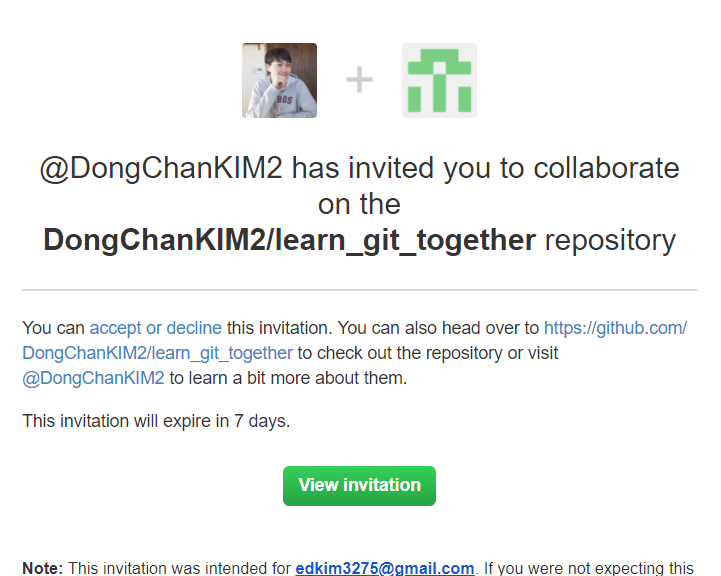 ROS
@DongChanKIM2 has invited you to collaborate
on the
DongChanKIM2/learn_git_together repository
You can accept or decline this invitation. You can also head over to https://github.com/
DongChanKIM2/learn_git_together to check out the repository or visit
@DongChanKIM2 to learn a bit more about them.
This invitation will expire in 7 days.
View invitation
Note: This invitation was intended for edkim3275@gmail.com. If you were not expecting this